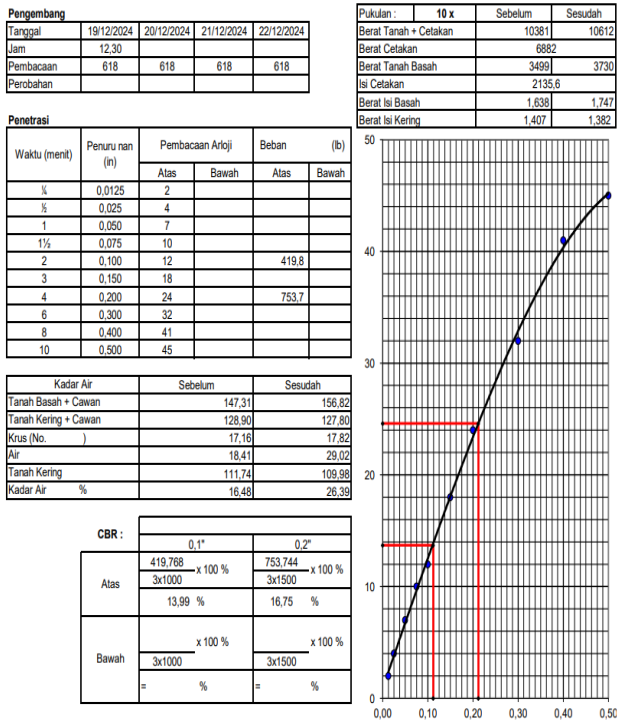 Pengembang
Tanggal 19/12/2024 20/12/2024 21/12/2024 22/12/2024
Jam 12,30
Pembacaan 618 618 618 618
Perobahan
Pukulan : 10 x Sebelum Sesudah
Berat Tanah + Cetakan 10381 10612
Berat Cetakan 6882
Berat Tanah Basah 3499 3730
Isi Cetakan 2135,6
Berat Isi Basah 1,638 1,747
Berat Isi Kering 1,407 1,382
Penetrasi
Waktu (menit) Penuru nan (in) Pembacaan Arloji Beban (lb)
Atas Bawah Atas Bawah
¼ 0,0125 2
½ 0,025 4
1 0,050 7
1½ 0,075 10
2 0,100 12 419,8
3 0,150 18
4 0,200 24 753,7
6 0,300 32
8 0,400 41
10 0,500 45
Kadar Air Sebelum Sesudah
Tanah Basah + Cawan 147,31 156,82
Tanah Kering + Cawan 128,90 127,80
Krus (No. ) 17,16 17,82
Air 18,41 29,02
Tanah Kering 111,74 109,98
Kadar Air % 16,48 26,39
CBR :
0,1" 0,2"
Atas
419,768 x 100 % 753,744 x 100 %
3x1000 3x1500
13,99 % 16,75 %
Bawah
x 100 % x 100 %
3x1000 3x1500
= % = %
50
40
30
20
10
0
0,00 0,10 0,20 0,30 0,40 0,50